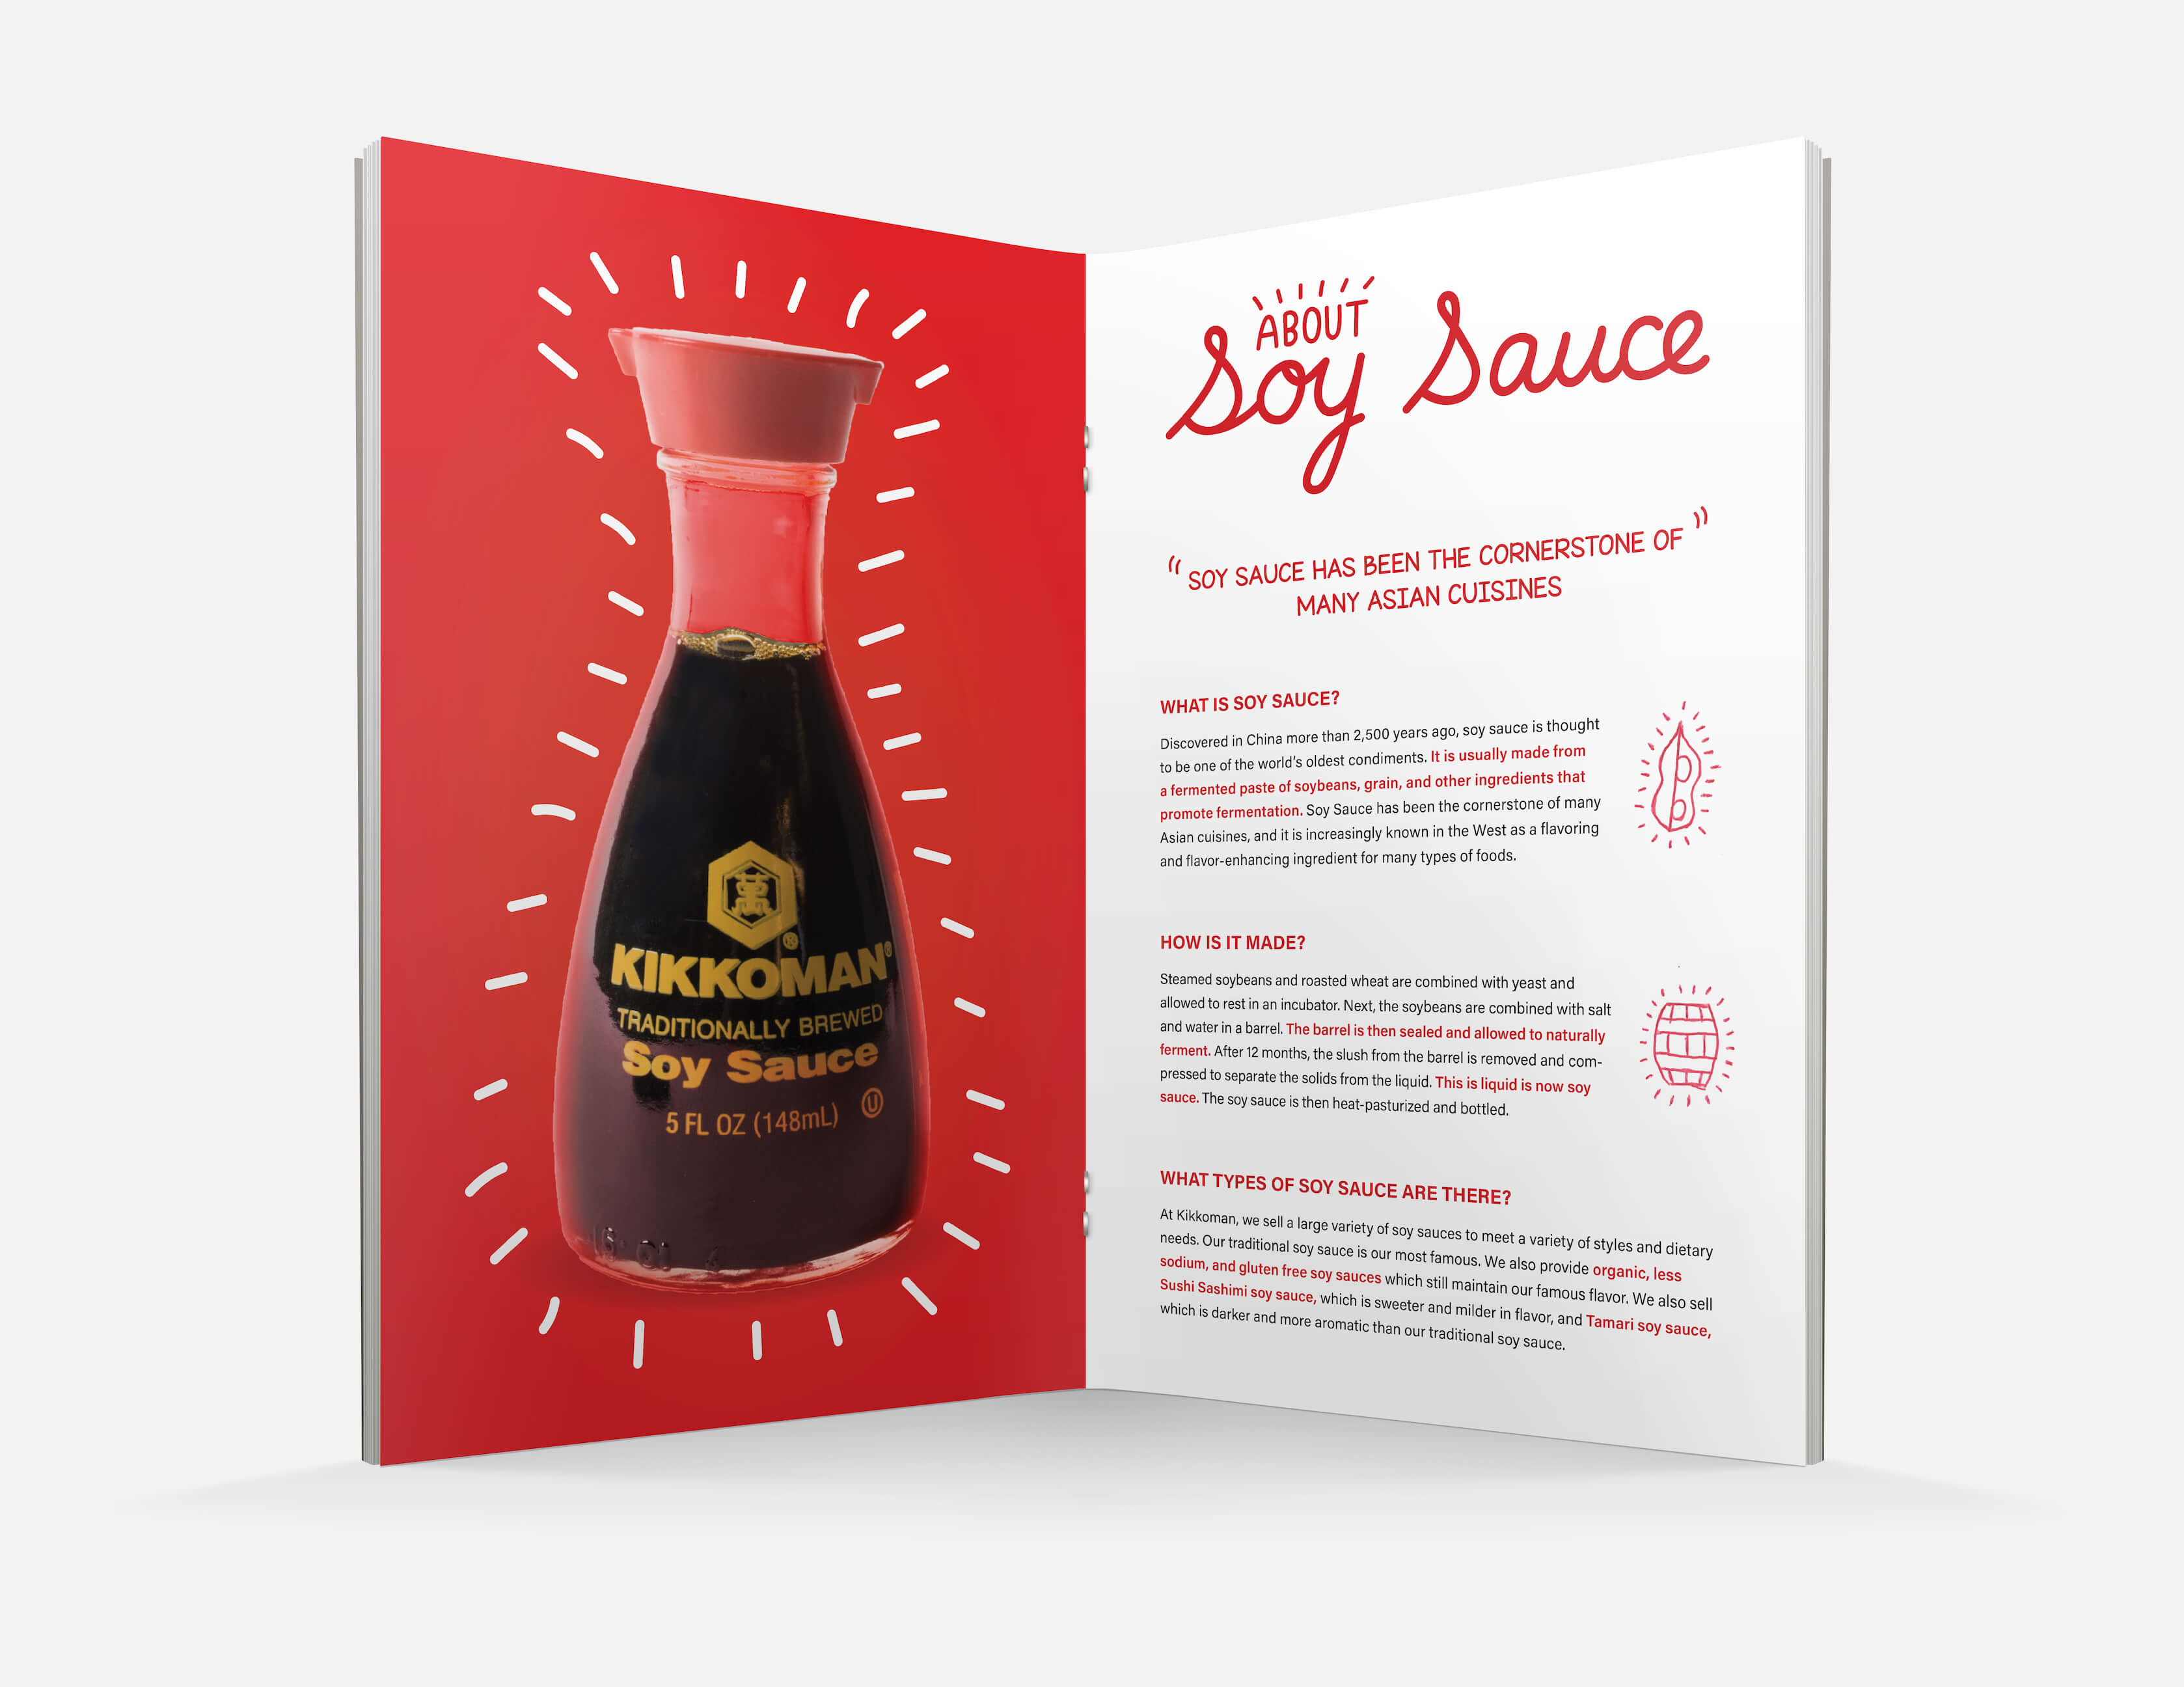 萬
KIKKOMAN®
TRADITIONALLY BREWED
Soy Sauce
5 FL OZ (148mL) U
ABOUT
Soy Sauce
“SOY SAUCE HAS BEEN THE CORNERSTONE OF”
MANY ASIAN CUISINES
WHAT IS SOY SAUCE?
Discovered in China more than 2,500 years ago, soy sauce is thought
to be one of the world's oldest condiments. It is usually made from
a fermented paste of soybeans, grain, and other ingredients that
promote fermentation. Soy Sauce has been the cornerstone of many
Asian cuisines, and it is increasingly known in the West as a flavoring
and flavor-enhancing ingredient for many types of foods.
HOW IS IT MADE?
Steamed soybeans and roasted wheat are combined with yeast and
allowed to rest in an incubator. Next, the soybeans are combined with salt
and water in a barrel. The barrel is then sealed and allowed to naturally
ferment. After 12 months, the slush from the barrel is removed and com-
pressed to separate the solids from the liquid. This is liquid is now soy
sauce. The soy sauce is then heat-pasturized and bottled.
WHAT TYPES OF SOY SAUCE ARE THERE?
At Kikkoman, we sell a large variety of soy sauces to meet a variety of styles and dietary
needs. Our traditional soy sauce is our most famous. We also provide organic, less
sodium, and gluten free soy sauces which still maintain our famous flavor. We also sell
Sushi Sashimi soy sauce, which is sweeter and milder in flavor, and Tamari soy sauce,
which is darker and more aromatic than our traditional soy sauce.